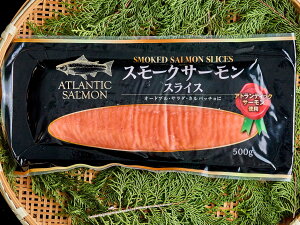 SMOKED SALMON SLICES
スモークサーモン
スライス
オードブル・サラダ・カルパッチョに
ATLANTIC
SALMON
アトランティック
サーモン
使用
500g